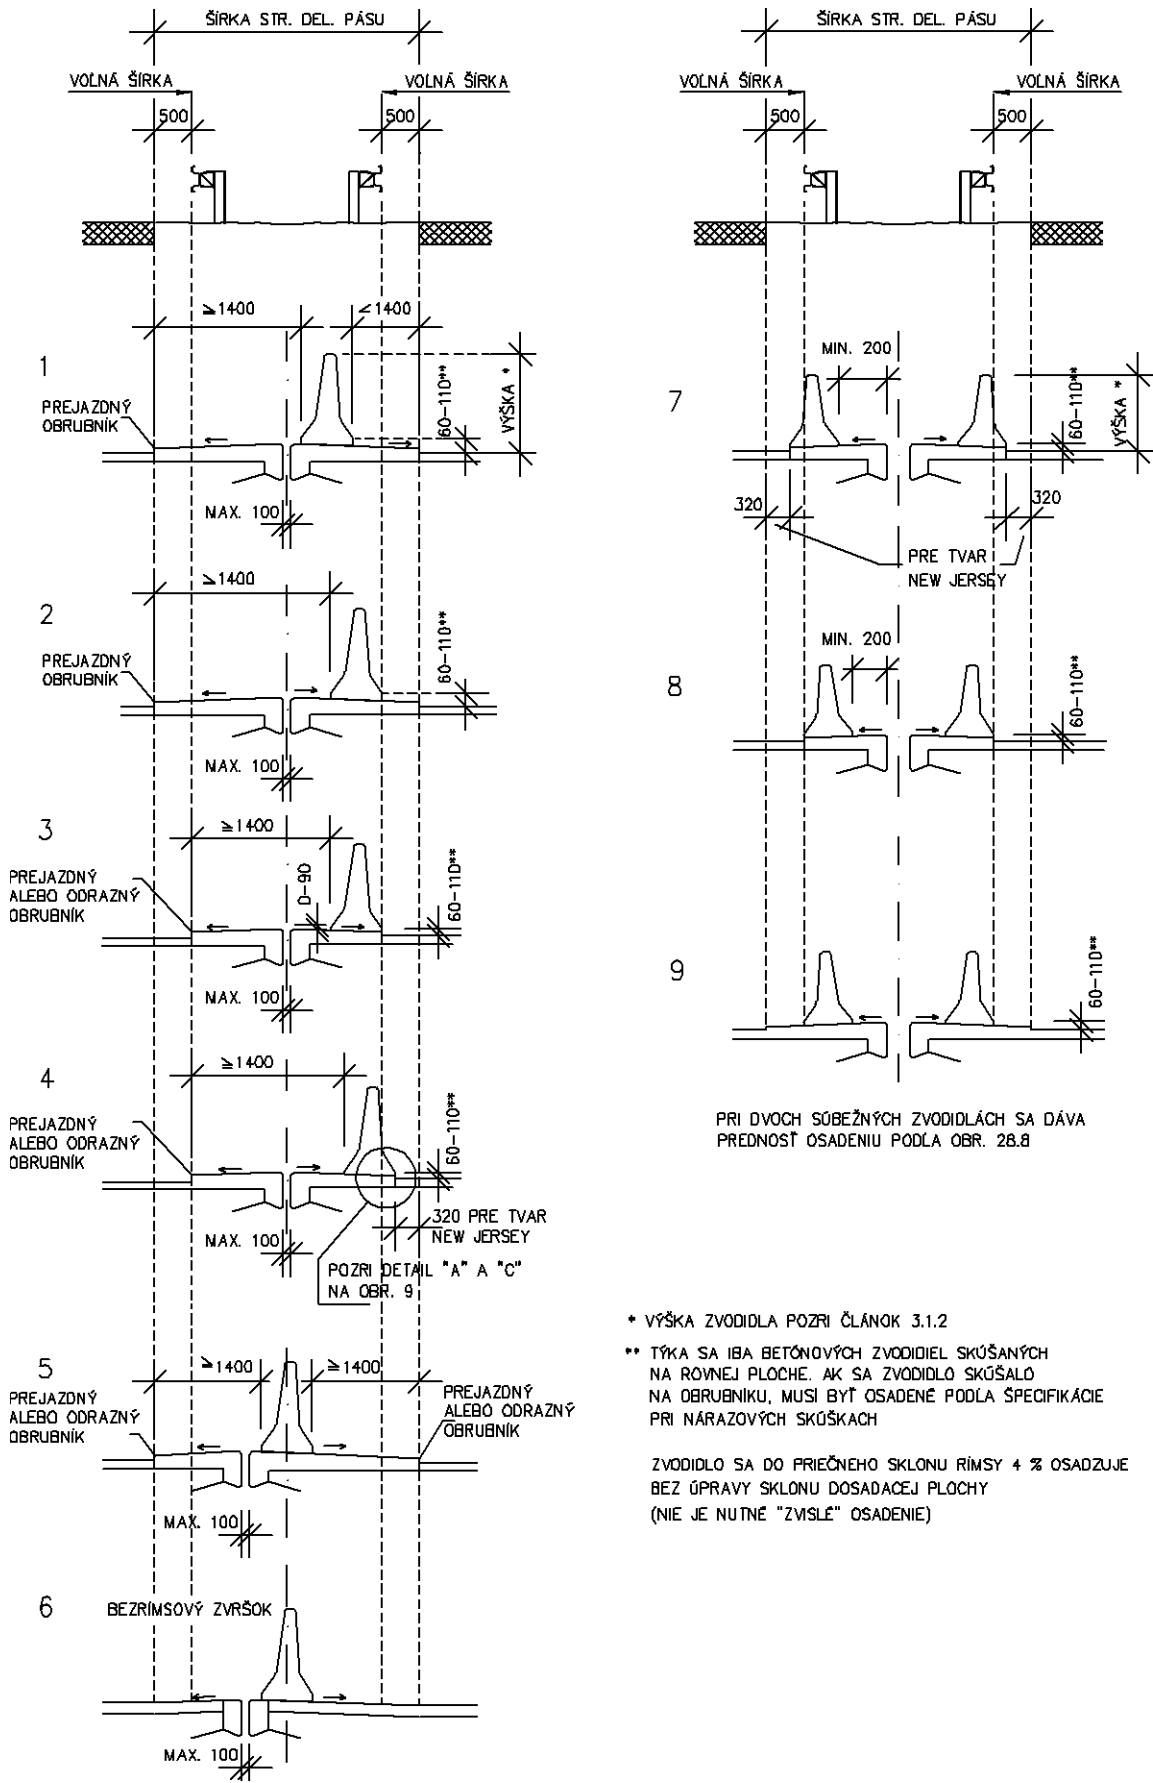 ŠÍRKA STR. DEL. PÁSU
VOĽNÁ ŠÍRKA
VOĽNÁ ŠÍRKA
500
500
≥1400
≤1400
1
PREJAZDNÝ
OBRUBNÍK
60-110**
VÝŠKA *
MAX. 100
≥1400
2
PREJAZDNÝ
OBRUBNÍK
60-110**
MAX. 100
3
≥1400
PREJAZDNÝ
ALEBO ODRAZNÝ
OBRUBNÍK
0-90
60-110**
MAX. 100
4
≥1400
PREJAZDNÝ
ALEBO ODRAZNÝ
OBRUBNÍK
60-110**
320 PRE TVAR
NEW JERSEY
MAX. 100
POZRI DETAIL "A" A "C"
NA OBR. 9
5
≥1400
≥1400
PREJAZDNÝ
ALEBO ODRAZNÝ
OBRUBNÍK
PREJAZDNÝ
ALEBO ODRAZNÝ
OBRUBNÍK
MAX. 100
6
BEZRÍMSOVÝ ZVRŠOK
MAX. 100
ŠÍRKA STR. DEL. PÁSU
VOĽNÁ ŠÍRKA
VOĽNÁ ŠÍRKA
500
500
7
MIN. 200
60-110**
VÝŠKA *
320
320
PRE TVAR
NEW JERSEY
8
MIN. 200
60-110**
9
60-110**
PRI DVOCH SÚBEŽNÝCH ZVODIDLÁCH SA DÁVA
PREDNOSŤ OSADENIU PODĽA OBR. 28.8
* VÝŠKA ZVODIDLA POZRI ČLÁNOK 3.1.2
** TÝKA SA IBA BETÓNOVÝCH ZVODIDIEL SKÚŠANÝCH
NA ROVNEJ PLOCHE. AK SA ZVODIDLO SKÚŠALO
NA OBRUBNÍKU, MUSÍ BYŤ OSADENÉ PODĽA ŠPECIFIKÁCIE
PRI NÁRAZOVÝCH SKÚŠKACH
ZVODIDLO SA DO PRIEČNEHO SKLONU RÍMSY 4 % OSADZUJE
BEZ ÚPRAVY SKLONU DOSADACEJ PLOCHY
(NIE JE NUTNÉ "ZVISLÉ" OSADENIE)